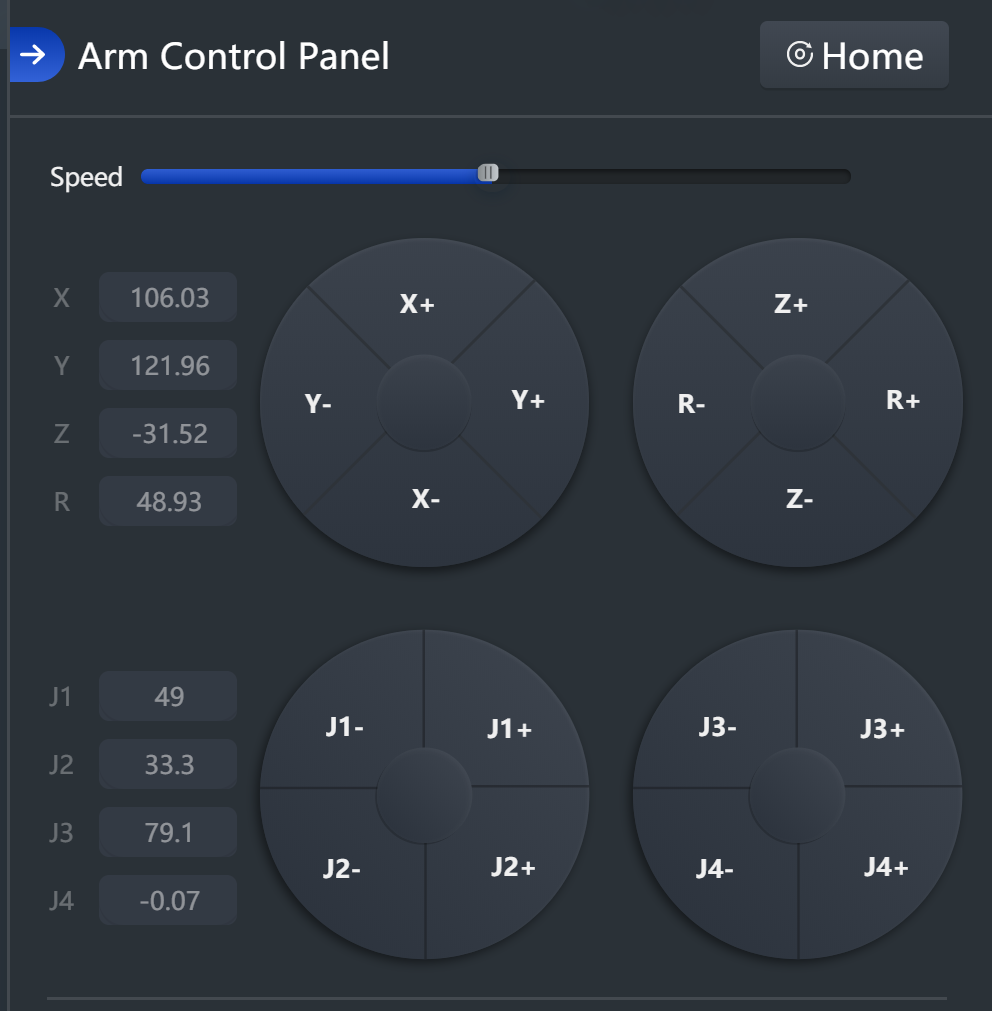 Arm Control Panel
Home
Speed
X 106.03
Y 121.96
Z -31.52
R 48.93
X+
Y- Y+
X-
Z+
R- R+
Z-
J1 49
J2 33.3
J3 79.1
J4 -0.07
J1- J1+
J2- J2+
J3- J3+
J4- J4+